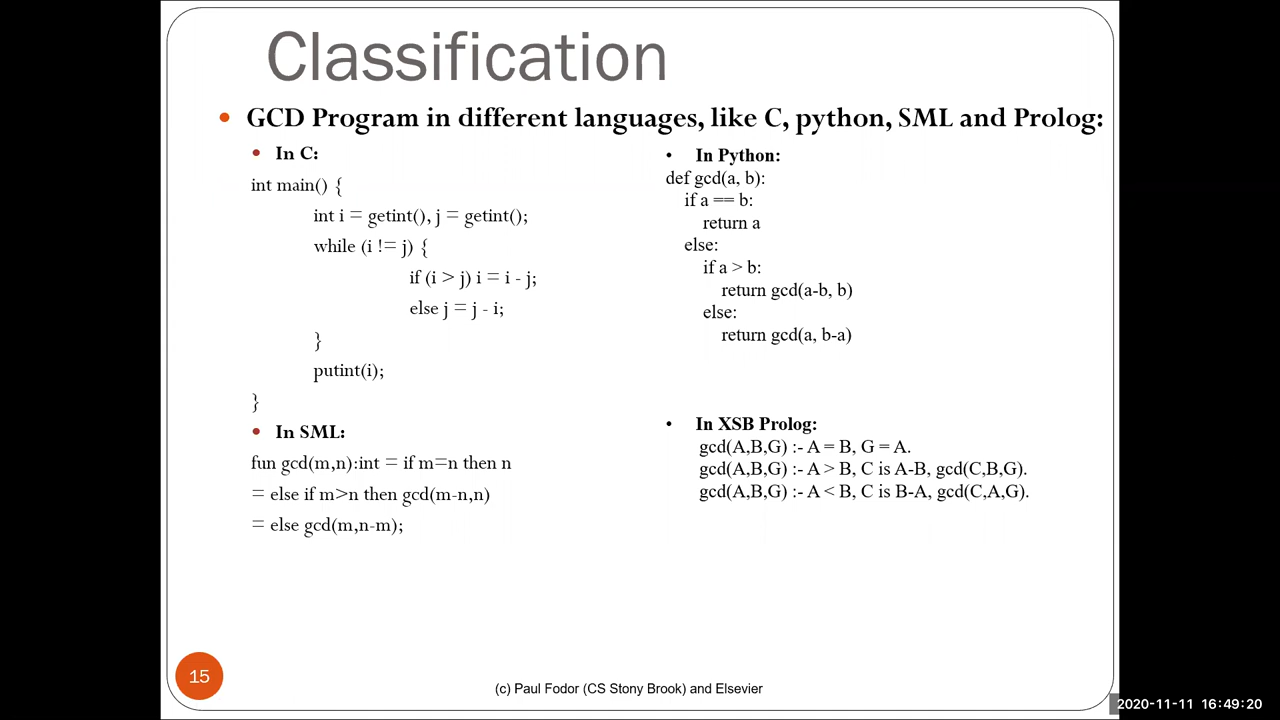 Classification
• GCD Program in different languages, like C, python, SML and Prolog:
• In C:
int main() {
int i = getint(), j = getint();
while (i != j) {
if (i > j) i = i - j;
else j = j - i;
}
putint(i);
}
• In SML:
fun gcd(m,n):int = if m=n then n
= else if m>n then gcd(m-n,n)
= else gcd(m,n-m);
• In Python:
def gcd(a, b):
if a == b:
return a
else:
if a > b:
return gcd(a-b, b)
else:
return gcd(a, b-a)
• In XSB Prolog:
gcd(A,B,G) :- A = B, G = A.
gcd(A,B,G) :- A > B, C is A-B, gcd(C,B,G).
gcd(A,B,G) :- A < B, C is B-A, gcd(C,A,G).
15
(c) Paul Fodor (CS Stony Brook) and Elsevier
2020-11-11 16:49:20